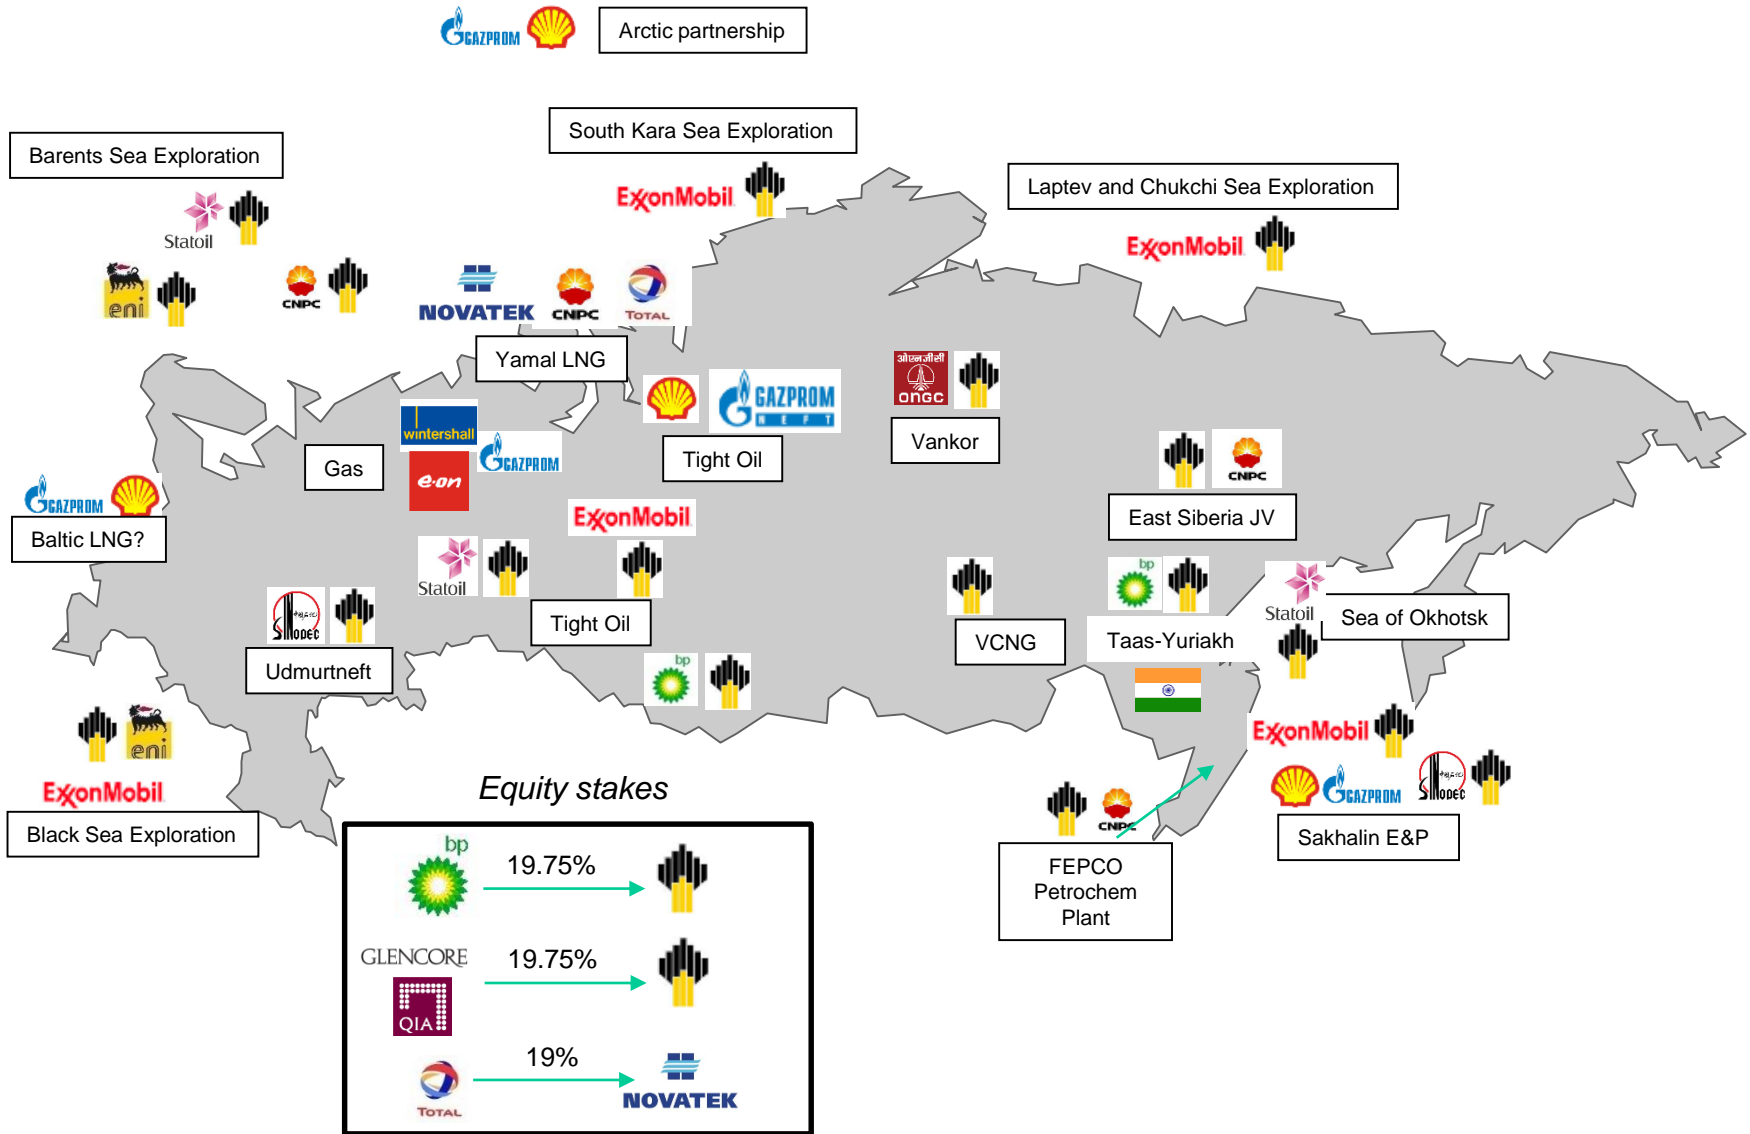 GAZPROM
Arctic partnership
South Kara Sea Exploration
Barents Sea Exploration
ExxonMobil
Laptev and Chukchi Sea Exploration
Statoil
ExxonMobil
eni
CNPC
NOVATEK
CNPC
TOTAL
Yamal LNG
ओएनजीसी
ONGC
GAZPROM
NEFT
wintershall
Vankor
Gas
GAZPROM
Tight Oil
e·on
CNPC
GAZPROM
East Siberia JV
Baltic LNG?
ExxonMobil
bp
Statoil
Statoil
Sea of Okhotsk
SINOPEC
Tight Oil
VCNG
Taas-Yuriakh
Udmurtneft
bp
eni
ExxonMobil
ExxonMobil
GAZPROM
SINOPEC
Equity stakes
CNPC
Black Sea Exploration
Sakhalin E&P
bp
19.75%
FEPCO
Petrochem
Plant
GLENCORE
19.75%
QIA
19%
TOTAL
NOVATEK